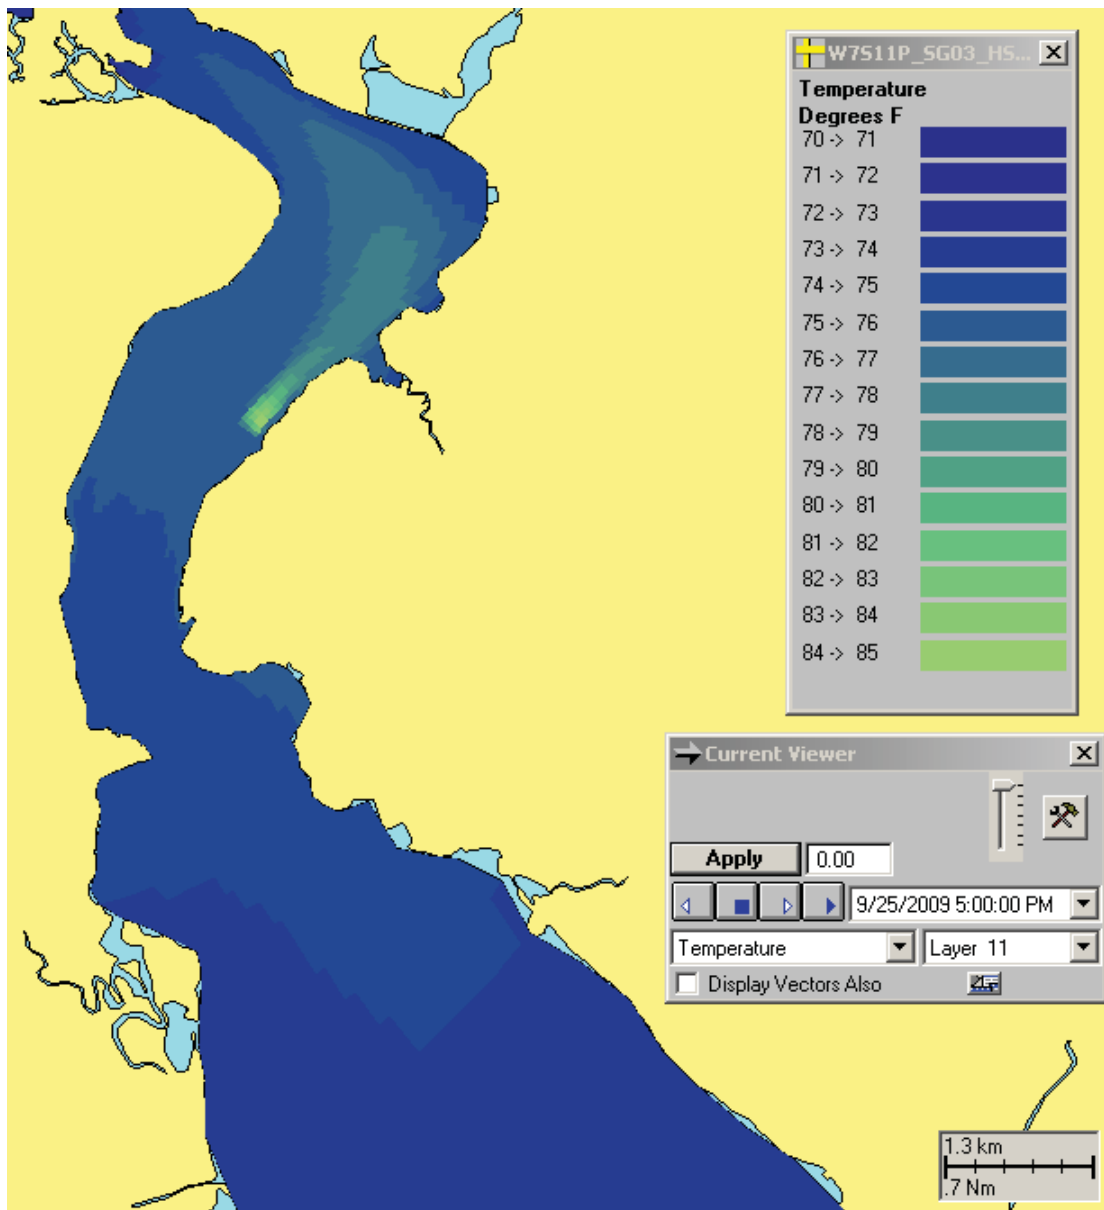 W7S11P_SG03_HS...
Temperature
Degrees F
70 -> 71
71 -> 72
72 -> 73
73 -> 74
74 -> 75
75 -> 76
76 -> 77
77 -> 78
78 -> 79
79 -> 80
80 -> 81
81 -> 82
82 -> 83
83 -> 84
84 -> 85
Current Viewer
Apply 0.00
9/25/2009 5:00:00 PM
Temperature Layer 11
Display Vectors Also
1.3 km
.7 Nm